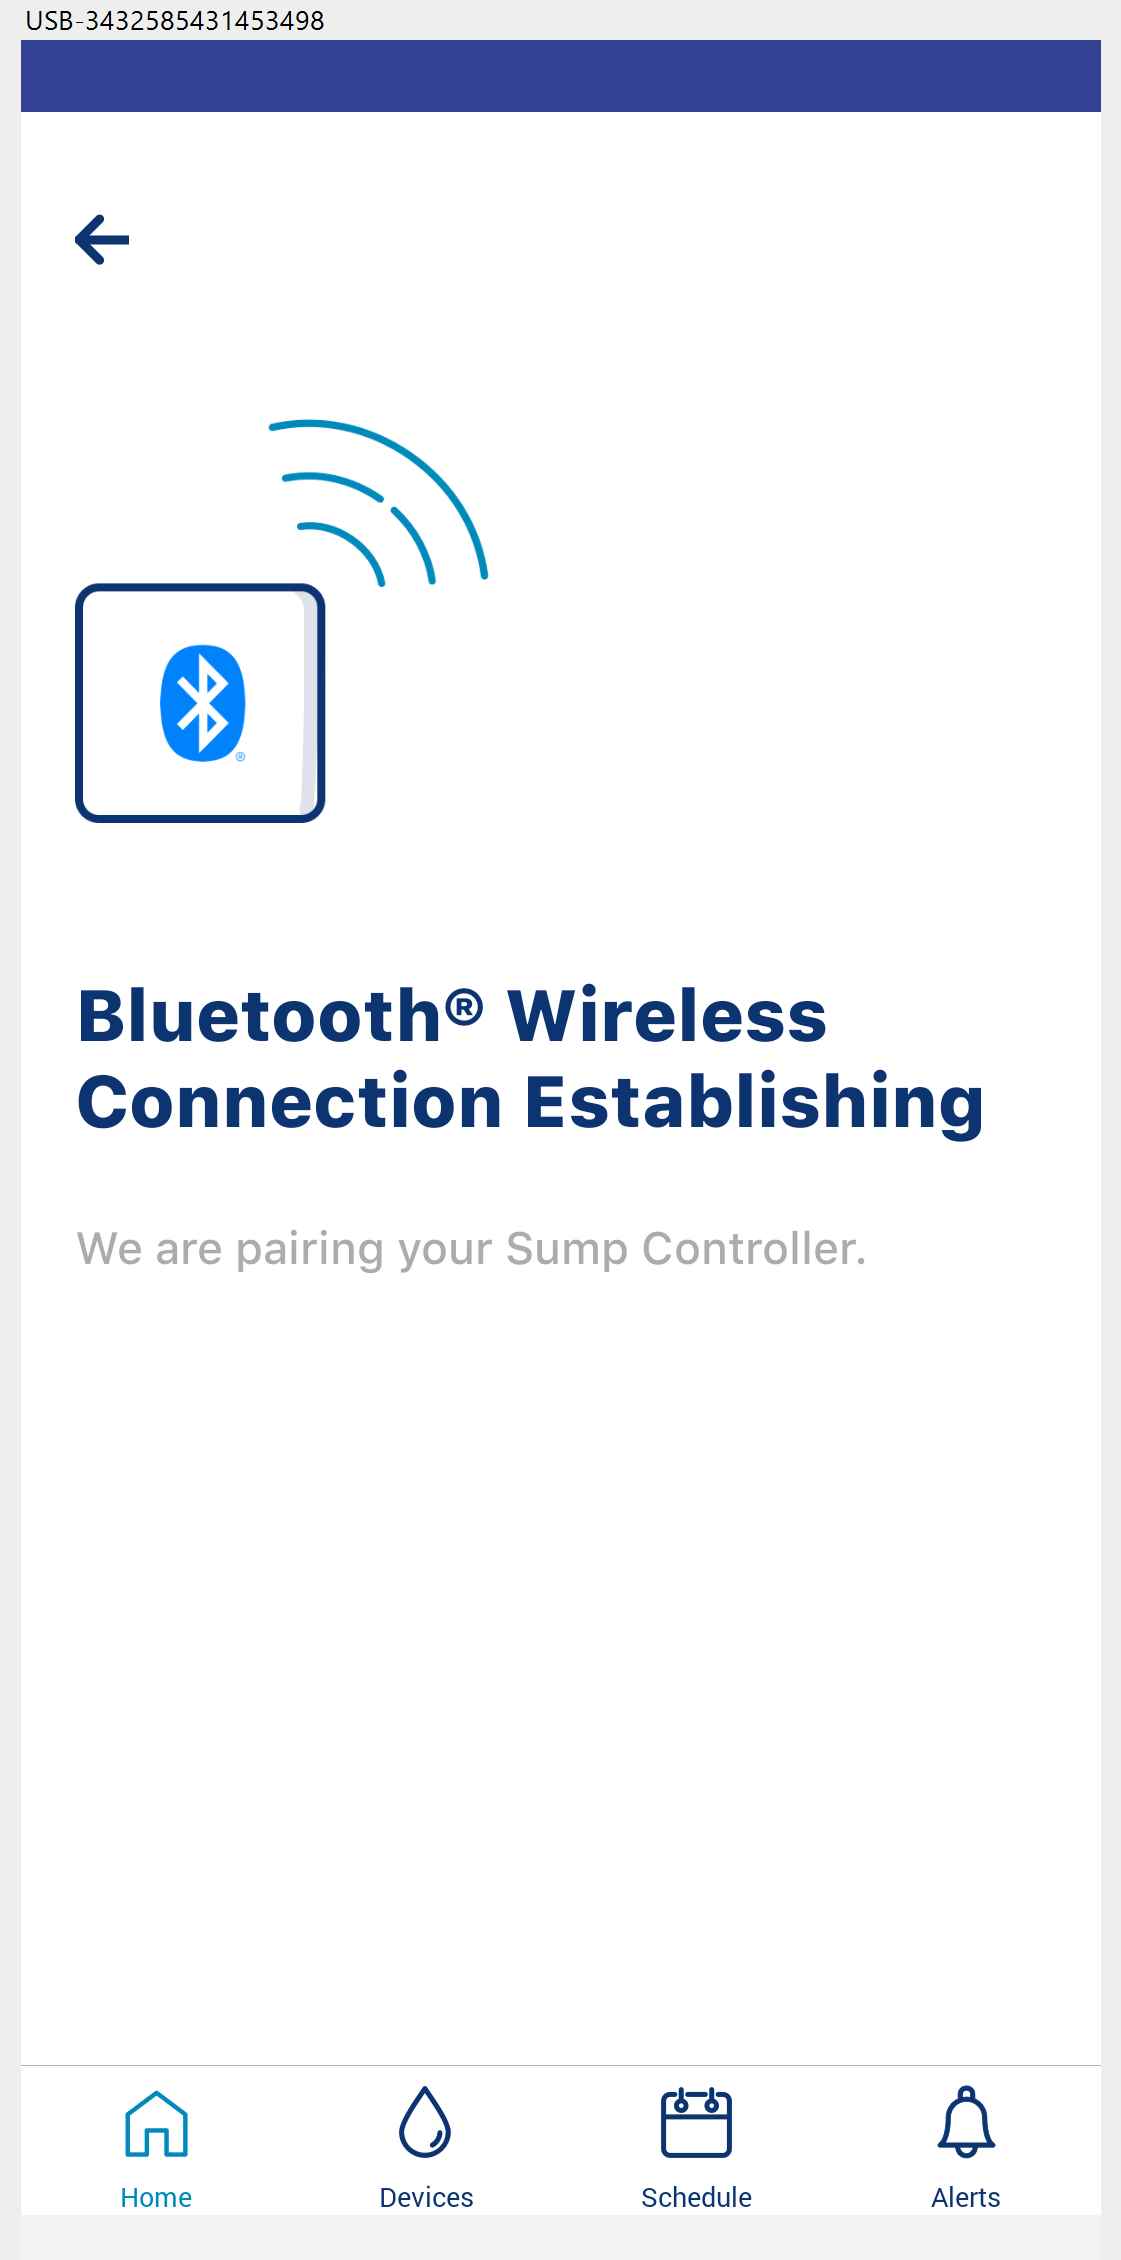 USB-3432585431453498
®
Bluetooth® Wireless
Connection Establishing
We are pairing your Sump Controller.
Home
Devices
Schedule
Alerts